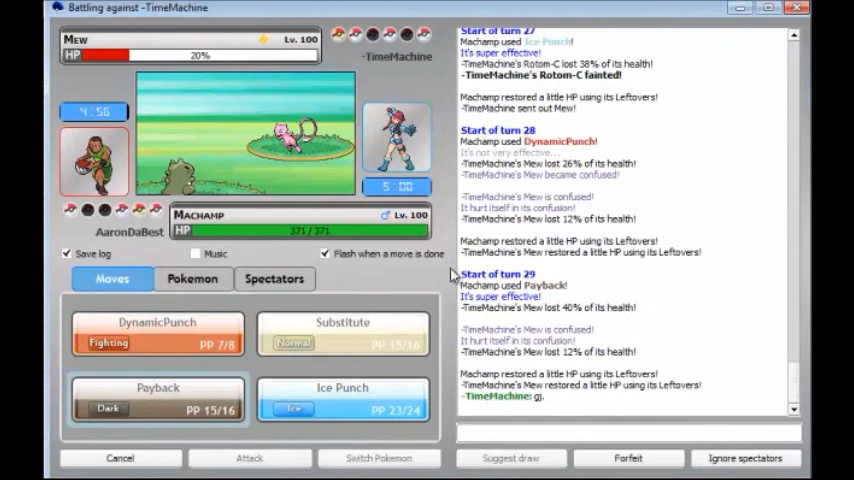 Battling against -TimeMachine
MEW
Lv. 100
HP
20%
-TimeMachine
4:56
5:00
MACHAMP
Lv. 100
HP
371/371
AaronDaBest
Save log
Music
Flash when a move is done
Moves
Pokemon
Spectators
DynamicPunch
Fighting
PP 7/8
Substitute
Normal
PP 15/16
Payback
Dark
PP 15/16
Ice Punch
Ice
PP 23/24
Cancel
Attack
Switch Pokemon
Start of turn 27
Machamp used Ice Punch!
It's super effective!
-TimeMachine's Rotom-C lost 38% of its health!
-TimeMachine's Rotom-C fainted!
Machamp restored a little HP using its Leftovers!
-TimeMachine sent out Mew!
Start of turn 28
Machamp used DynamicPunch!
It's not very effective...
-TimeMachine's Mew lost 26% of its health!
-TimeMachine's Mew became confused!
-TimeMachine's Mew is confused!
It hurt itself in its confusion!
-TimeMachine's Mew lost 12% of its health!
Machamp restored a little HP using its Leftovers!
-TimeMachine's Mew restored a little HP using its Leftovers!
Start of turn 29
Machamp used Payback!
It's super effective!
-TimeMachine's Mew lost 40% of its health!
-TimeMachine's Mew is confused!
It hurt itself in its confusion!
-TimeMachine's Mew lost 12% of its health!
Machamp restored a little HP using its Leftovers!
-TimeMachine's Mew restored a little HP using its Leftovers!
-TimeMachine: gj.
Suggest draw
Forfeit
Ignore spectators